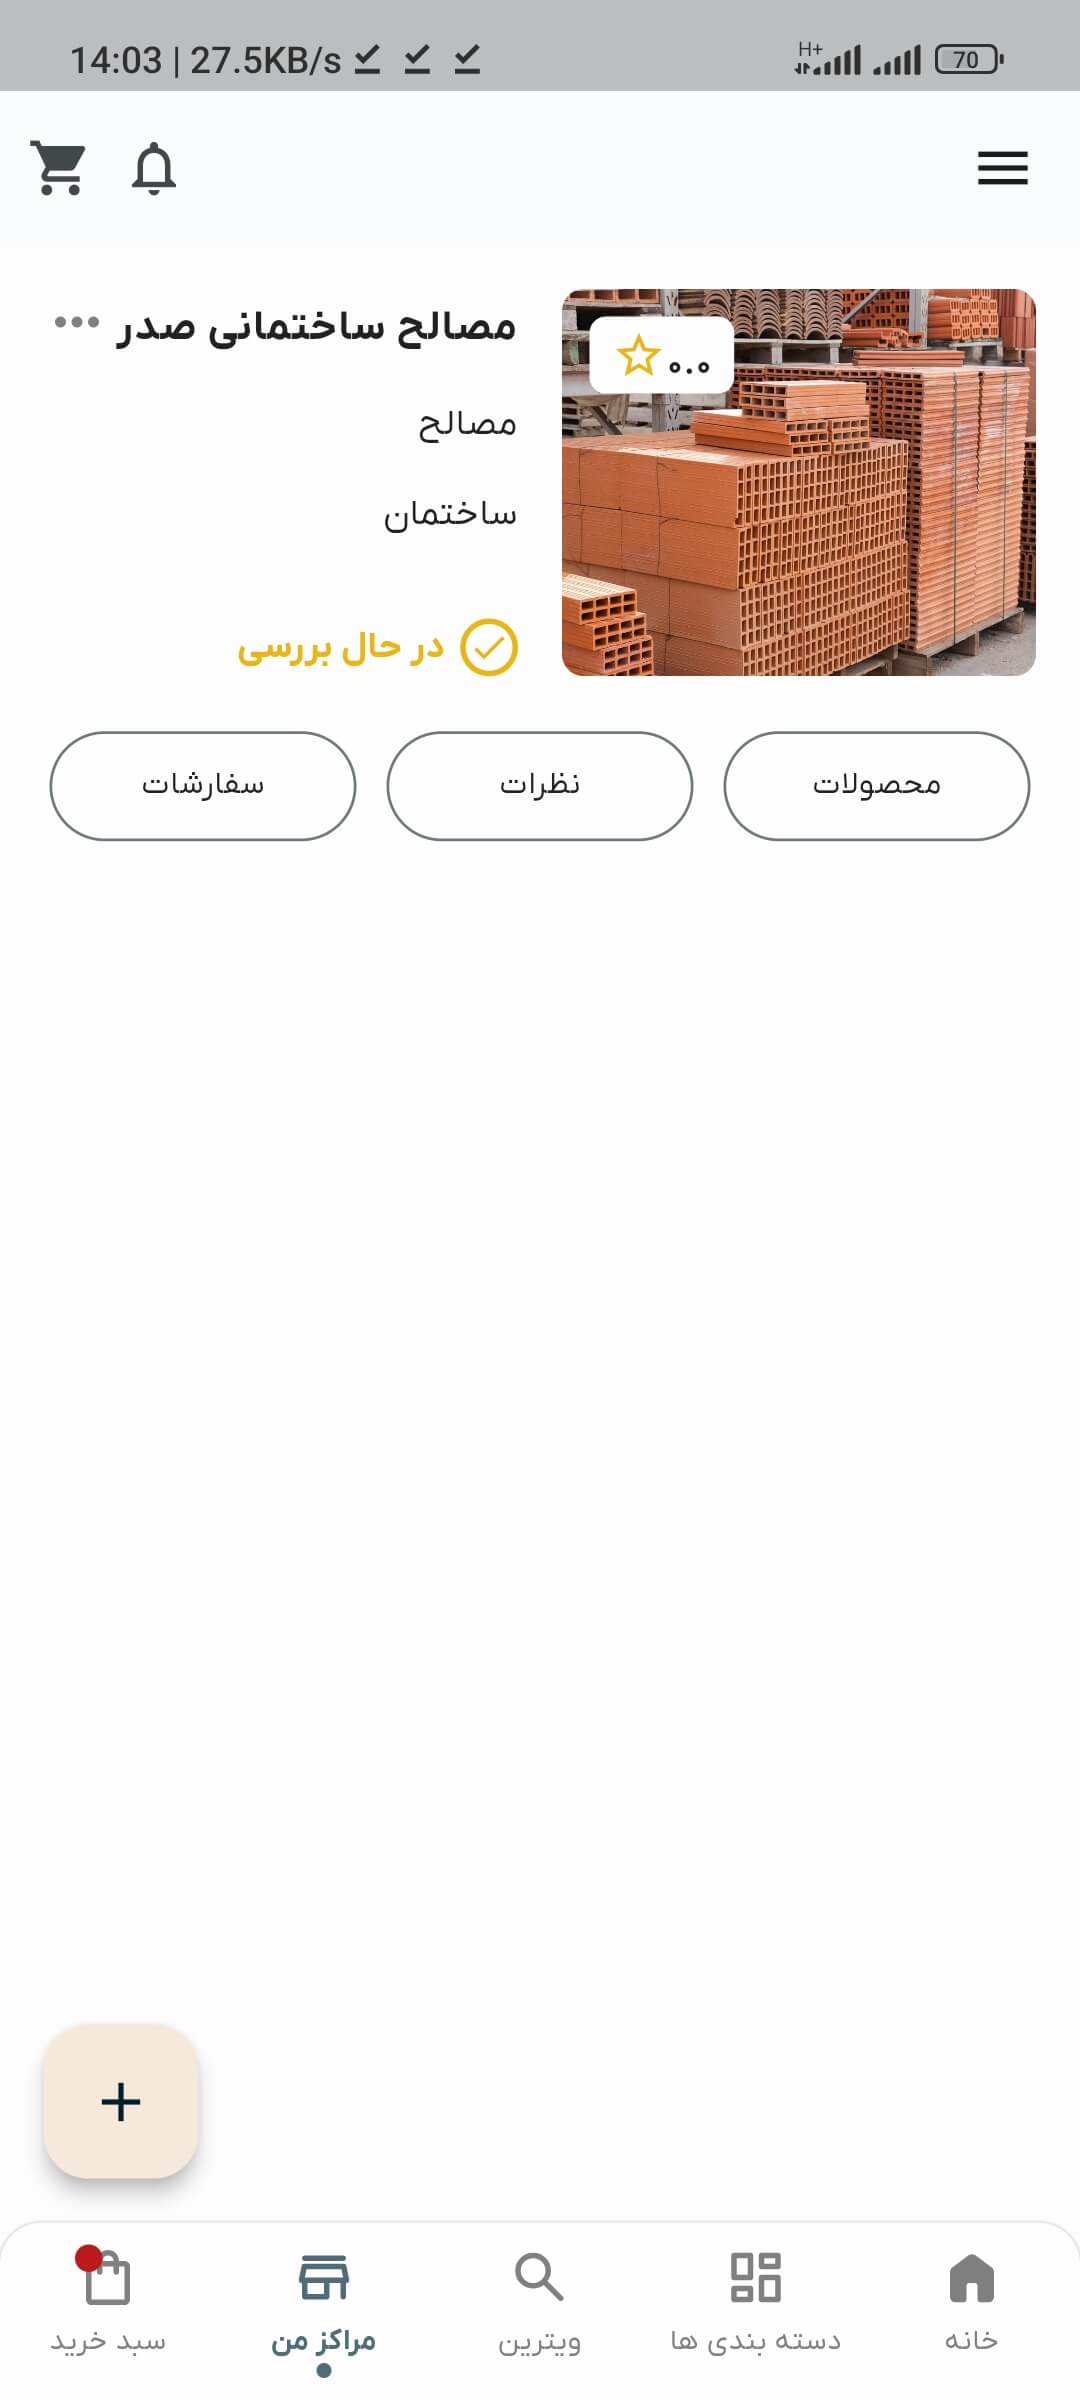 14:03 | 27.5KB/s
H+
70
مصالح ساختمانی صدر
۰.۰
مصالح
ساختمان
در حال بررسی
محصولات
نظرات
سفارشات
خانه
دسته بندی ها
ویترین
مراکز من
سبد خرید